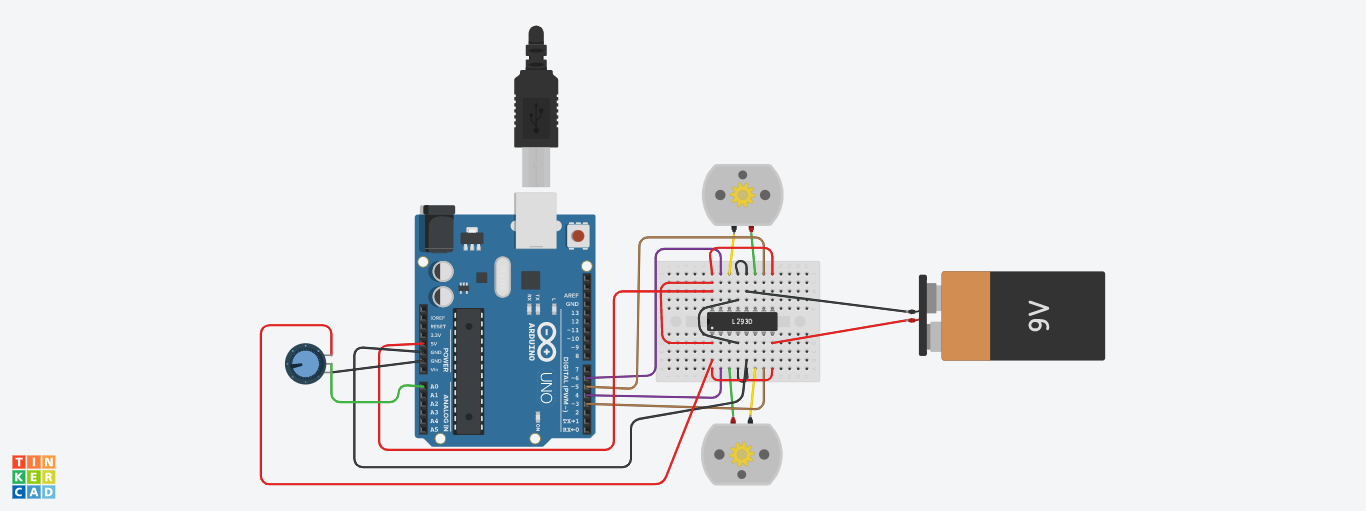 AREF
GND
13
12
~11
~10
~9
8
7
~6
~5
4
~3
2
TX→1
RX←0
DIGITAL (PWM~)
IOREF
RESET
3.3V
5V
GND
GND
Vin
POWER
A0
A1
A2
A3
A4
A5
ANALOG IN
RX
TX
L
ARDUINO
UNO
ON
L293D
9V
TIN
KER
CAD